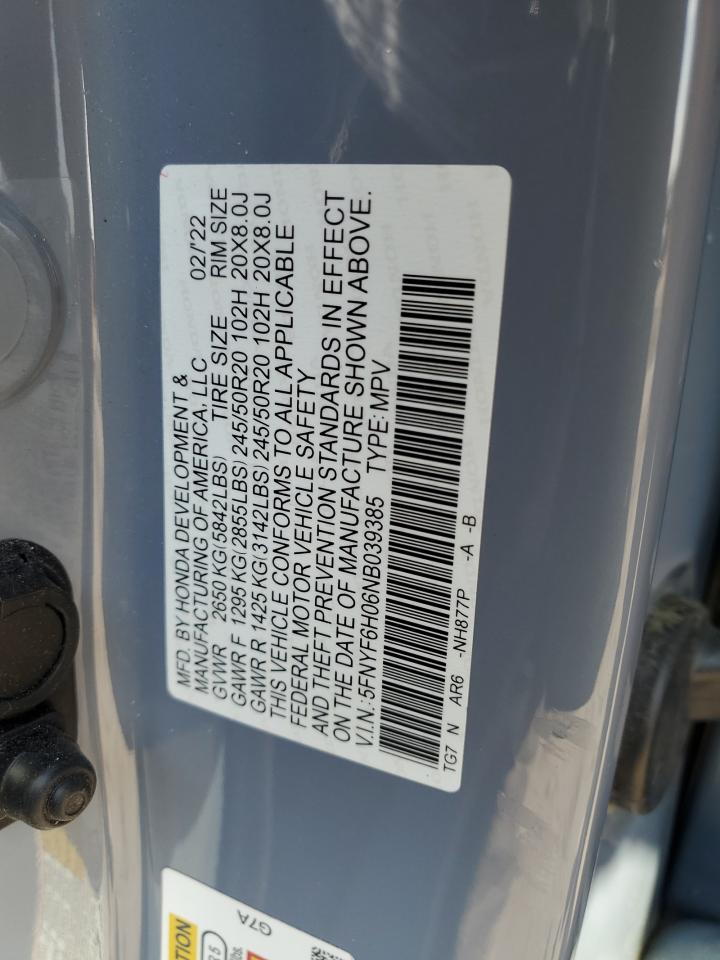 MFD. BY HONDA DEVELOPMENT &
MANUFACTURING OF AMERICA, LLC 02/'22
GVWR 2650 KG(5842LBS) TIRE SIZE RIM SIZE
GAWR F 1295 KG(2855LBS) 245/50R20 102H 20X8.0J
GAWR R 1425 KG(3142LBS) 245/50R20 102H 20X8.0J
THIS VEHICLE CONFORMS TO ALL APPLICABLE
FEDERAL MOTOR VEHICLE SAFETY
AND THEFT PREVENTION STANDARDS IN EFFECT
ON THE DATE OF MANUFACTURE SHOWN ABOVE.
V.I.N.:5FNYF6H06NB039385 TYPE:MPV
TG7 N AR6 -NH877P -A -B
G7A